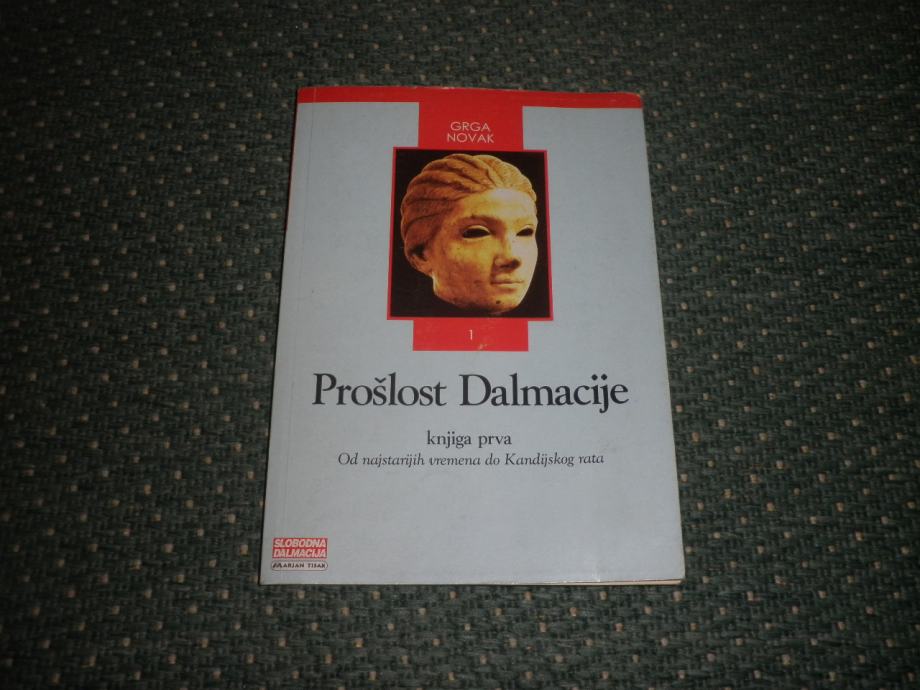 GRGA
NOVAK
1
Prošlost Dalmacije
knjiga prva
Od najstarijih vremena do Kandijskog rata
SLOBODNA
DALMACIJA
MARJAN TISAK